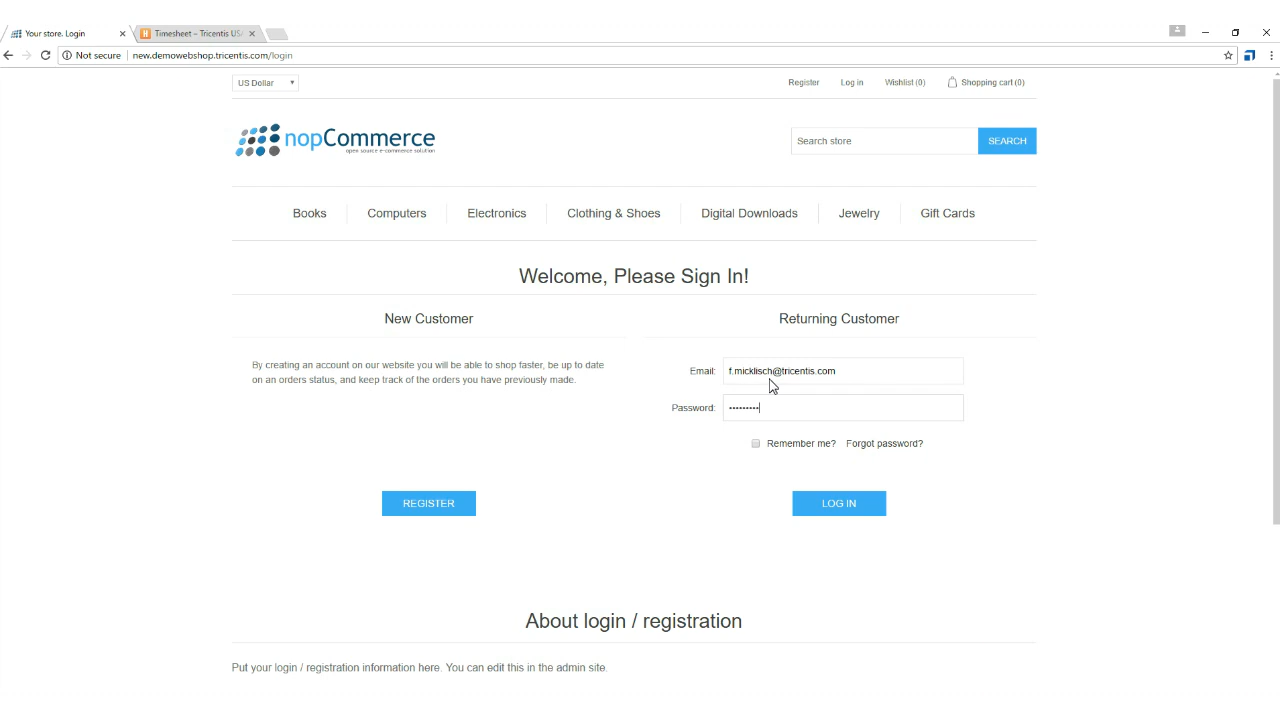 Your store. Login
Timesheet – Tricentis US
Not secure new.demowebshop.tricentis.com/login
US Dollar
Register Log in Wishlist (0) Shopping cart (0)
nopCommerce
open source e-commerce solution
Search store SEARCH
Books Computers Electronics Clothing & Shoes Digital Downloads Jewelry Gift Cards
Welcome, Please Sign In!
New Customer
By creating an account on our website you will be able to shop faster, be up to date
on an orders status, and keep track of the orders you have previously made.
REGISTER
Returning Customer
Email: f.micklisch@tricentis.com
Password: •••••••••
Remember me? Forgot password?
LOG IN
About login / registration
Put your login / registration information here. You can edit this in the admin site.